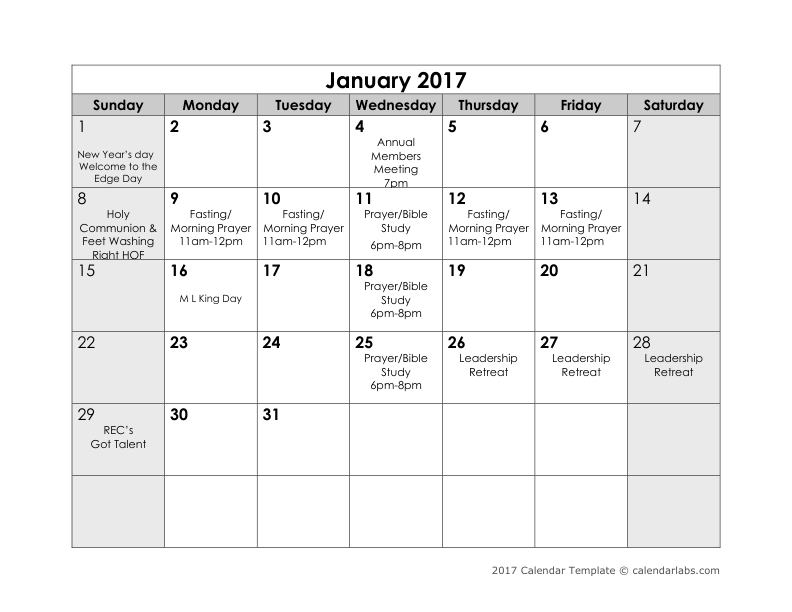 January 2017
Sunday Monday Tuesday Wednesday Thursday Friday Saturday
1
New Year's day
Welcome to the
Edge Day
2
3
4
Annual
Members
Meeting
7pm
5
6
7
8
Holy
Communion &
Feet Washing
Right HOF
9
Fasting/
Morning Prayer
11am-12pm
10
Fasting/
Morning Prayer
11am-12pm
11
Prayer/Bible
Study
6pm-8pm
12
Fasting/
Morning Prayer
11am-12pm
13
Fasting/
Morning Prayer
11am-12pm
14
15
16
M L King Day
17
18
Prayer/Bible
Study
6pm-8pm
19
20
21
22
23
24
25
Prayer/Bible
Study
6pm-8pm
26
Leadership
Retreat
27
Leadership
Retreat
28
Leadership
Retreat
29
REC's
Got Talent
30
31
2017 Calendar Template © calendarlabs.com